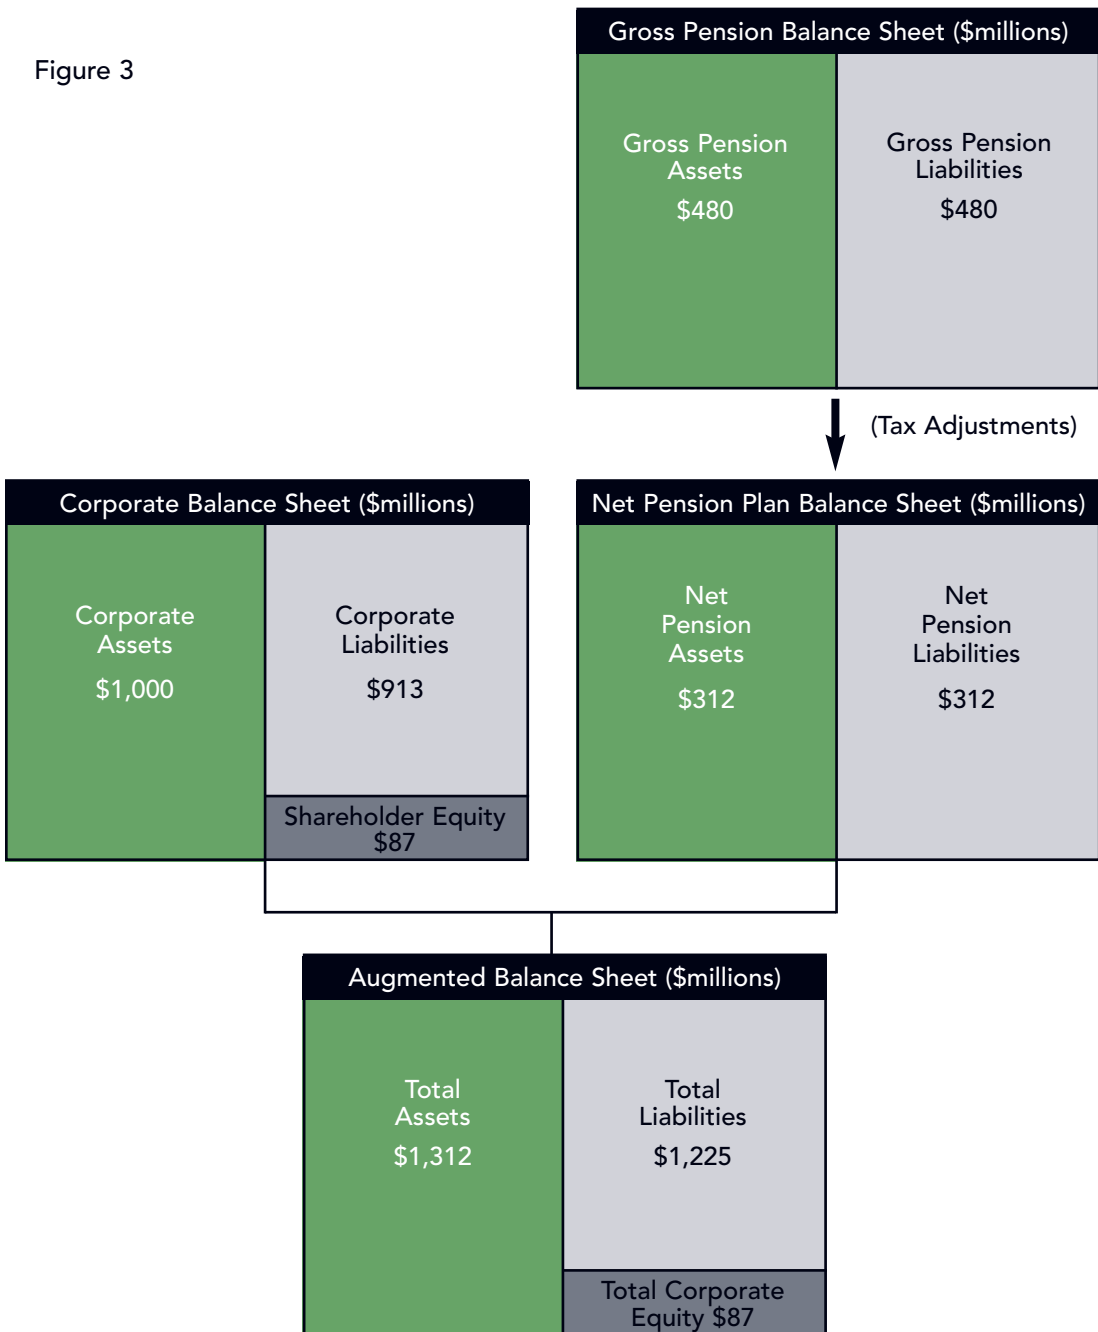 Figure 3
Gross Pension Balance Sheet ($millions)
Gross Pension
Assets
$480
Gross Pension
Liabilities
$480
(Tax Adjustments)
Corporate Balance Sheet ($millions)
Corporate
Assets
$1,000
Corporate
Liabilities
$913
Shareholder Equity
$87
Net Pension Plan Balance Sheet ($millions)
Net
Pension
Assets
$312
Net
Pension
Liabilities
$312
Augmented Balance Sheet ($millions)
Total
Assets
$1,312
Total
Liabilities
$1,225
Total Corporate
Equity $87